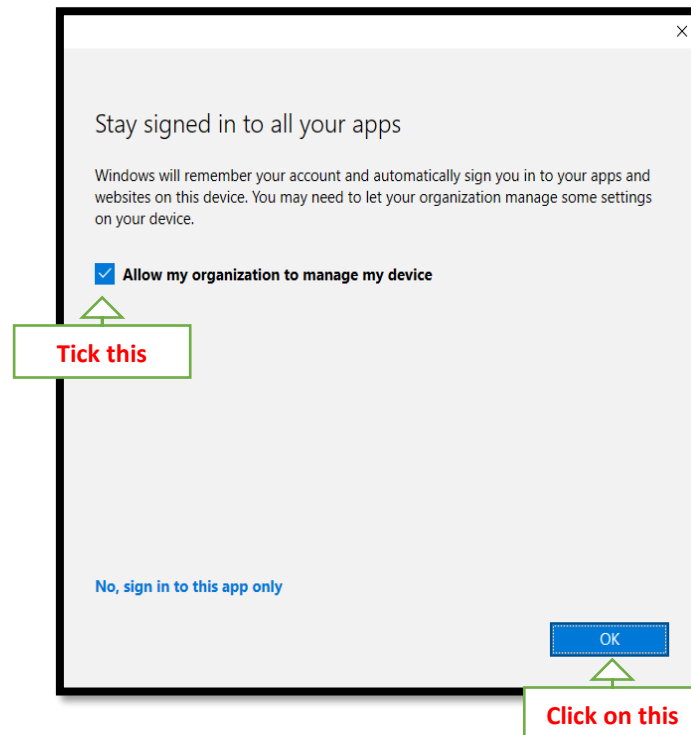 Stay signed in to all your apps
Windows will remember your account and automatically sign you in to your apps and
websites on this device. You may need to let your organization manage some settings
on your device.
Allow my organization to manage my device
Tick this
No, sign in to this app only
OK
Click on this